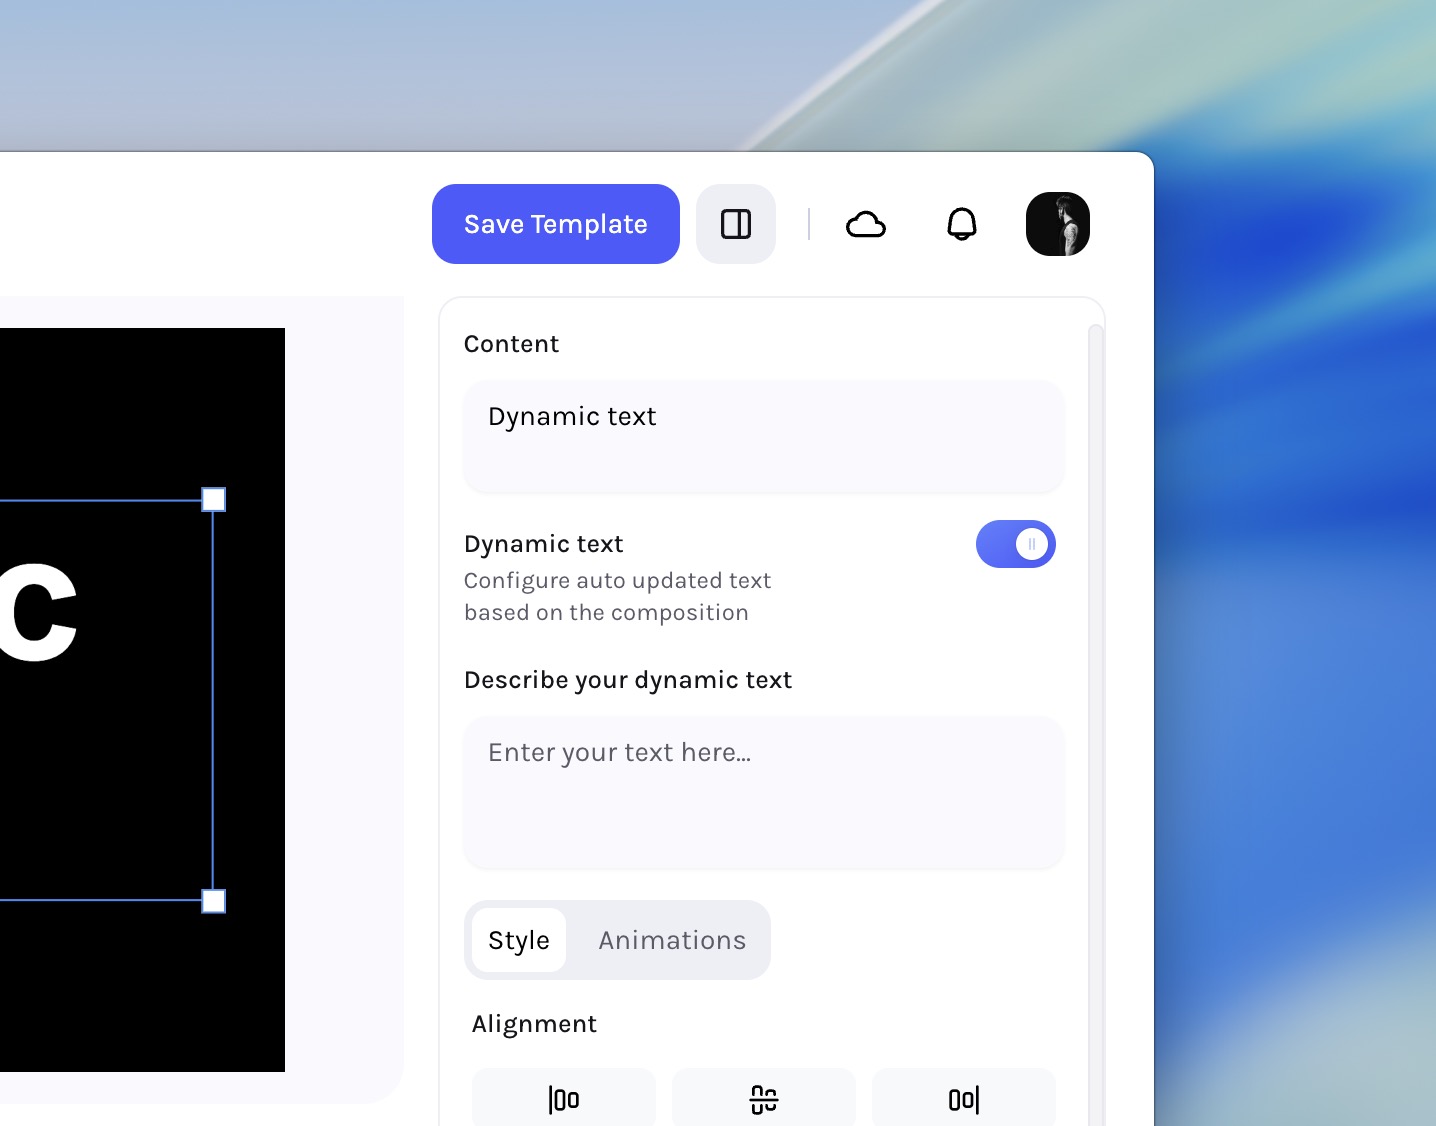 Save Template
Content
Dynamic text
Dynamic text
Configure auto updated text
based on the composition
Describe your dynamic text
Enter your text here...
Style
Animations
Alignment
c